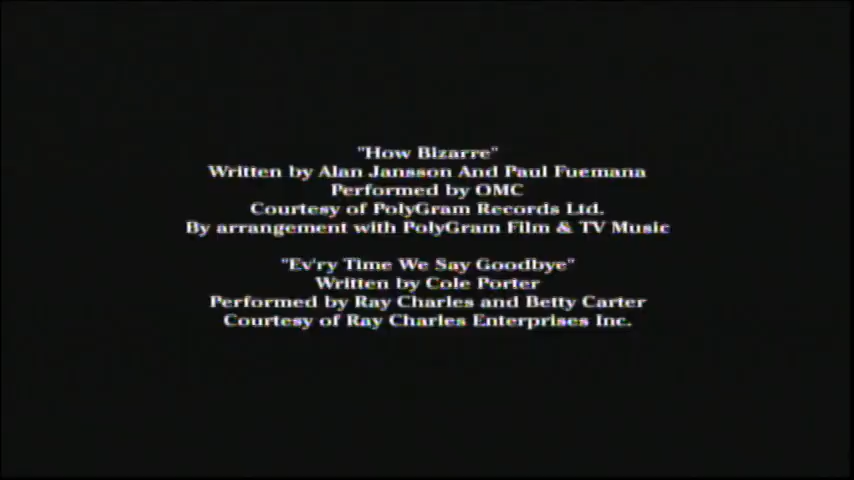 "How Bizarre"
Written by Alan Jansson And Paul Fuemana
Performed by OMC
Courtesy of PolyGram Records Ltd.
By arrangement with PolyGram Film & TV Music
"Ev'ry Time We Say Goodbye"
Written by Cole Porter
Performed by Ray Charles and Betty Carter
Courtesy of Ray Charles Enterprises Inc.